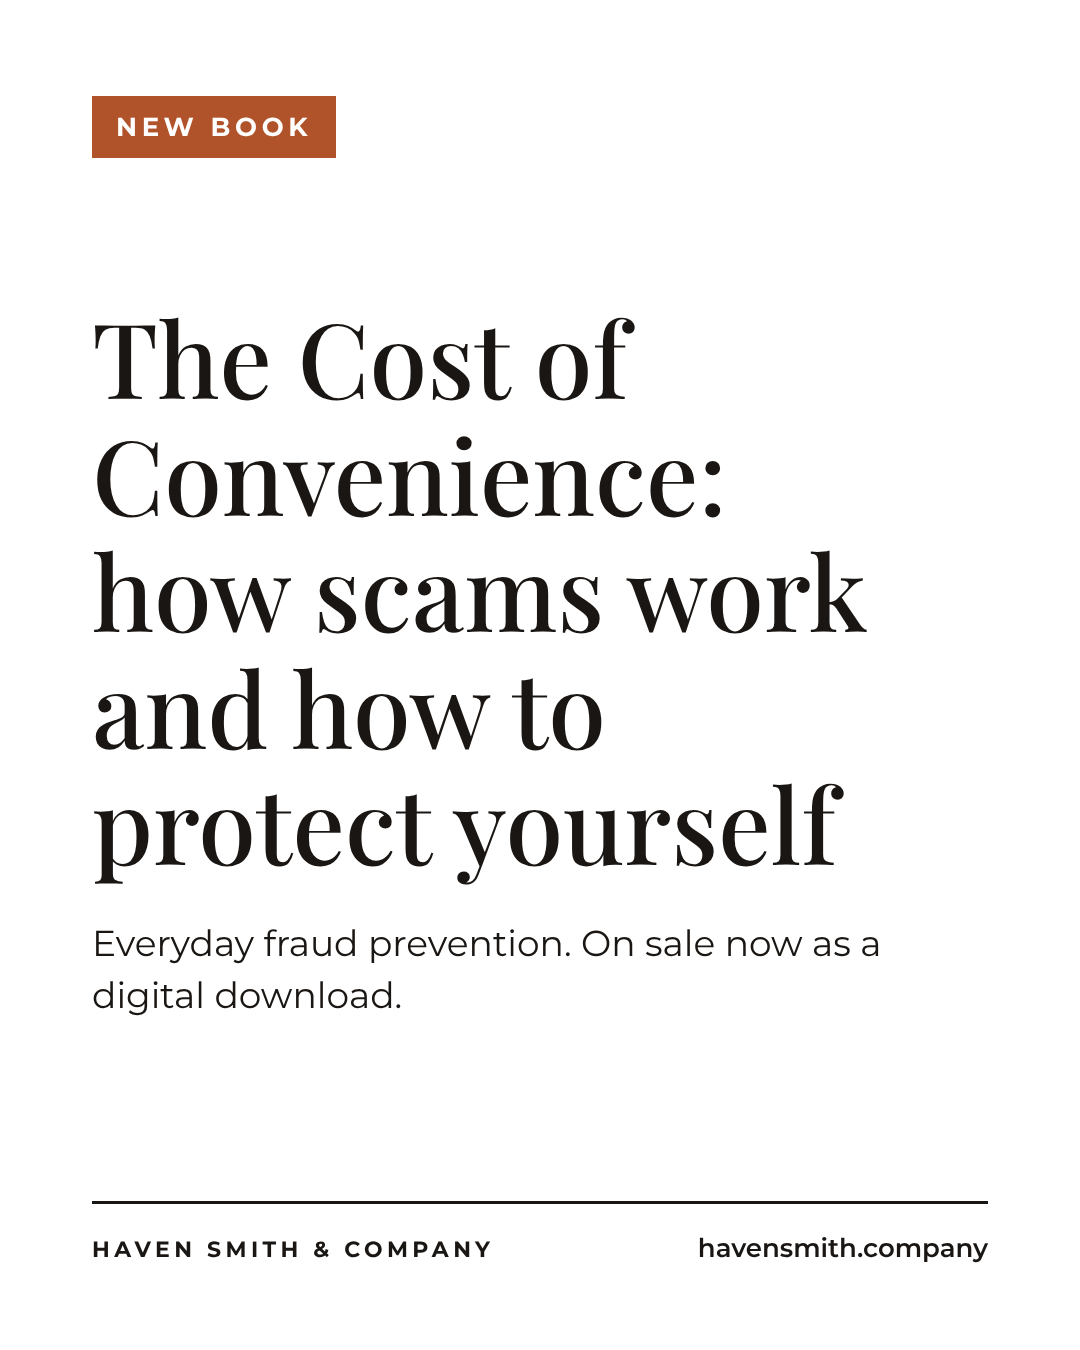 NEW BOOK
The Cost of
Convenience:
how scams work
and how to
protect yourself
Everyday fraud prevention. On sale now as a
digital download.
HAVEN SMITH & COMPANY
havensmith.company